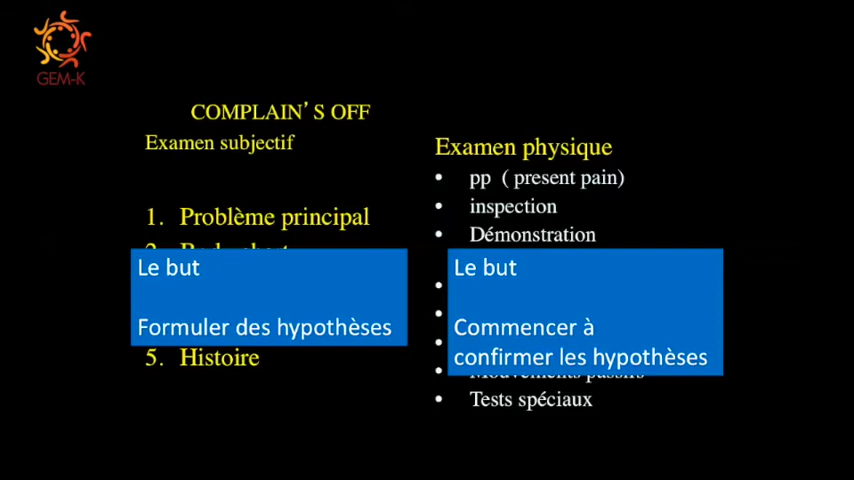 GEM-K
COMPLAIN'S OFF
Examen subjectif
1. Problème principal
5. Histoire
Le but
Formuler des hypothèses
Examen physique
• pp ( present pain)
• inspection
• Démonstration
Le but
Commencer à
confirmer les hypothèses
• Tests spéciaux